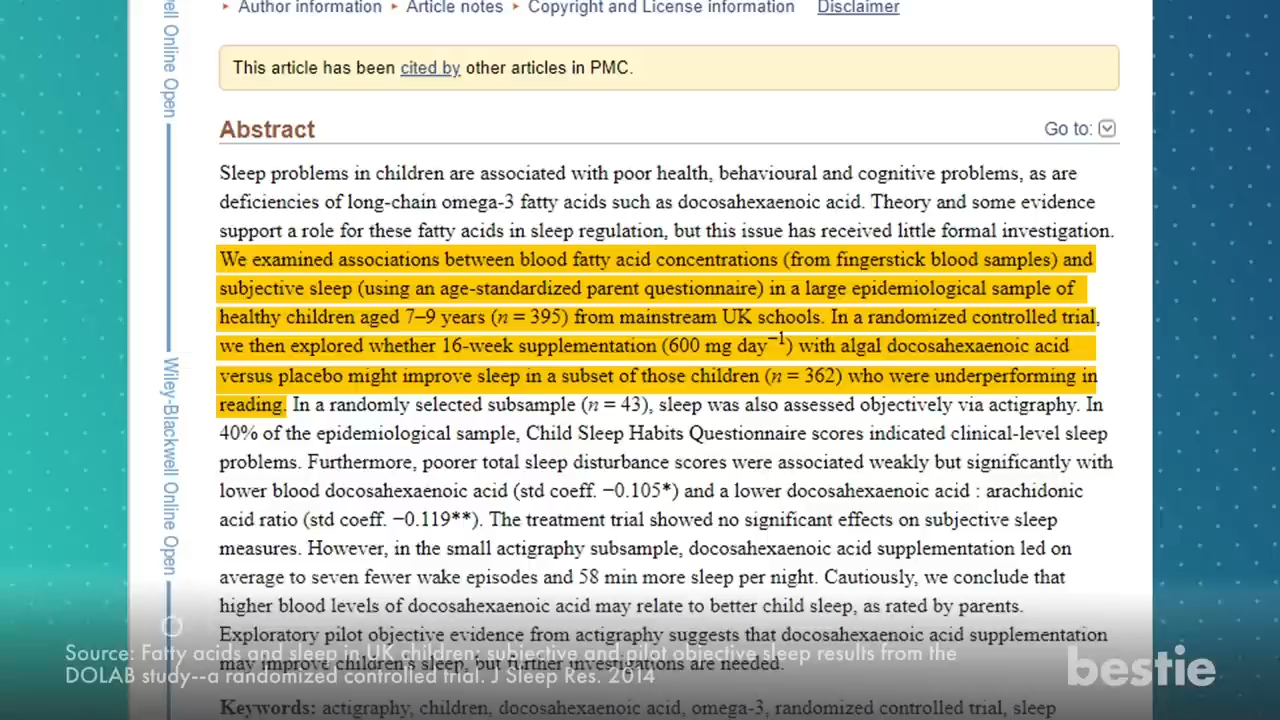 ‣ Author information ‣ Article notes ‣ Copyright and License information Disclaimer
This article has been cited by other articles in PMC.
Abstract
Go to:
Sleep problems in children are associated with poor health, behavioural and cognitive problems, as are
deficiencies of long-chain omega-3 fatty acids such as docosahexaenoic acid. Theory and some evidence
support a role for these fatty acids in sleep regulation, but this issue has received little formal investigation.
We examined associations between blood fatty acid concentrations (from fingerstick blood samples) and
subjective sleep (using an age-standardized parent questionnaire) in a large epidemiological sample of
healthy children aged 7–9 years (n = 395) from mainstream UK schools. In a randomized controlled trial,
we then explored whether 16-week supplementation (600 mg day⁻¹) with algal docosahexaenoic acid
versus placebo might improve sleep in a subset of those children (n = 362) who were underperforming in
reading. In a randomly selected subsample (n = 43), sleep was also assessed objectively via actigraphy. In
40% of the epidemiological sample, Child Sleep Habits Questionnaire scores indicated clinical-level sleep
problems. Furthermore, poorer total sleep disturbance scores were associated weakly but significantly with
lower blood docosahexaenoic acid (std coeff. −0.105*) and a lower docosahexaenoic acid : arachidonic
acid ratio (std coeff. −0.119**). The treatment trial showed no significant effects on subjective sleep
measures. However, in the small actigraphy subsample, docosahexaenoic acid supplementation led on
average to seven fewer wake episodes and 58 min more sleep per night. Cautiously, we conclude that
higher blood levels of docosahexaenoic acid may relate to better child sleep, as rated by parents.
Exploratory pilot objective evidence from actigraphy suggests that docosahexaenoic acid supplementation
may improve children's sleep, but further investigations are needed.
Keywords: actigraphy, children, docosahexaenoic acid, omega-3, randomized controlled trial, sleep
ell Online Open
Wiley-Blackwell Online Open
Source: Fatty acids and sleep in UK children: subjective and pilot objective sleep results from the
DOLAB study--a randomized controlled trial. J Sleep Res. 2014
bestie